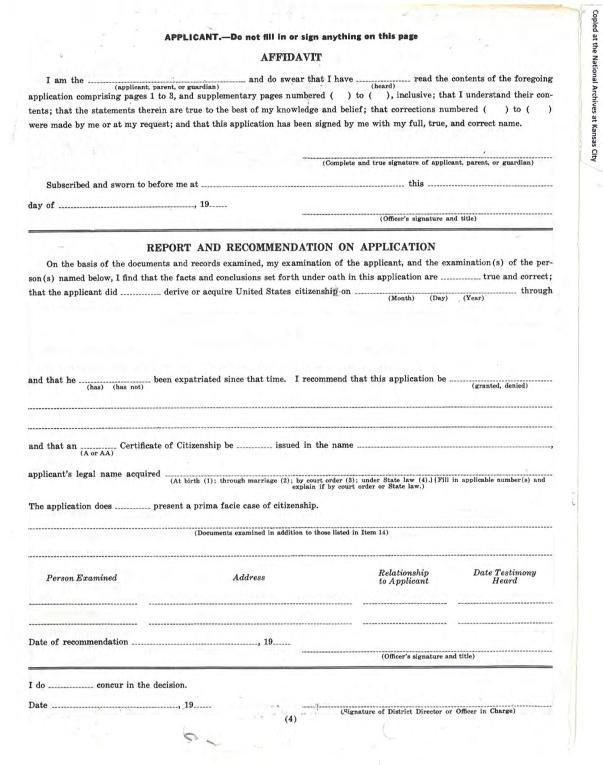 APPLICANT.—Do not fill in or sign anything on this page
AFFIDAVIT
I am the ........................ and do swear that I have ............ read the contents of the foregoing
(applicant, parent, or guardian) (heard)
application comprising pages 1 to 3, and supplementary pages numbered ( ) to ( ), inclusive; that I understand their con-
tents; that the statements therein are true to the best of my knowledge and belief; that corrections numbered ( ) to ( )
were made by me or at my request; and that this application has been signed by me with my full, true, and correct name.
(Complete and true signature of applicant, parent, or guardian)
Subscribed and sworn to before me at ........................ this ........................
day of ........................, 19......
(Officer's signature and title)
REPORT AND RECOMMENDATION ON APPLICATION
On the basis of the documents and records examined, my examination of the applicant, and the examination(s) of the per-
son(s) named below, I find that the facts and conclusions set forth under oath in this application are ............ true and correct;
that the applicant did ............ derive or acquire United States citizenship on ........................ through
(Month) (Day) (Year)
and that he ............ been expatriated since that time. I recommend that this application be ........................
(has) (has not) (granted, denied)
and that an ............ Certificate of Citizenship be ............ issued in the name ........................,
(A or AA)
applicant's legal name acquired ........................
(At birth (1); through marriage (2); by court order (3); under State law (4).) (Fill in applicable number(s) and
explain if by court order or State law.)
The application does ............ present a prima facie case of citizenship.
(Documents examined in addition to those listed in Item 14)
Person Examined Address Relationship to Applicant Date Testimony Heard
Date of recommendation ........................, 19......
(Officer's signature and title)
I do ............ concur in the decision.
Date ........................, 19......
(Signature of District Director or Officer in Charge)
(4)
Copied at the National Archives at Kansas City